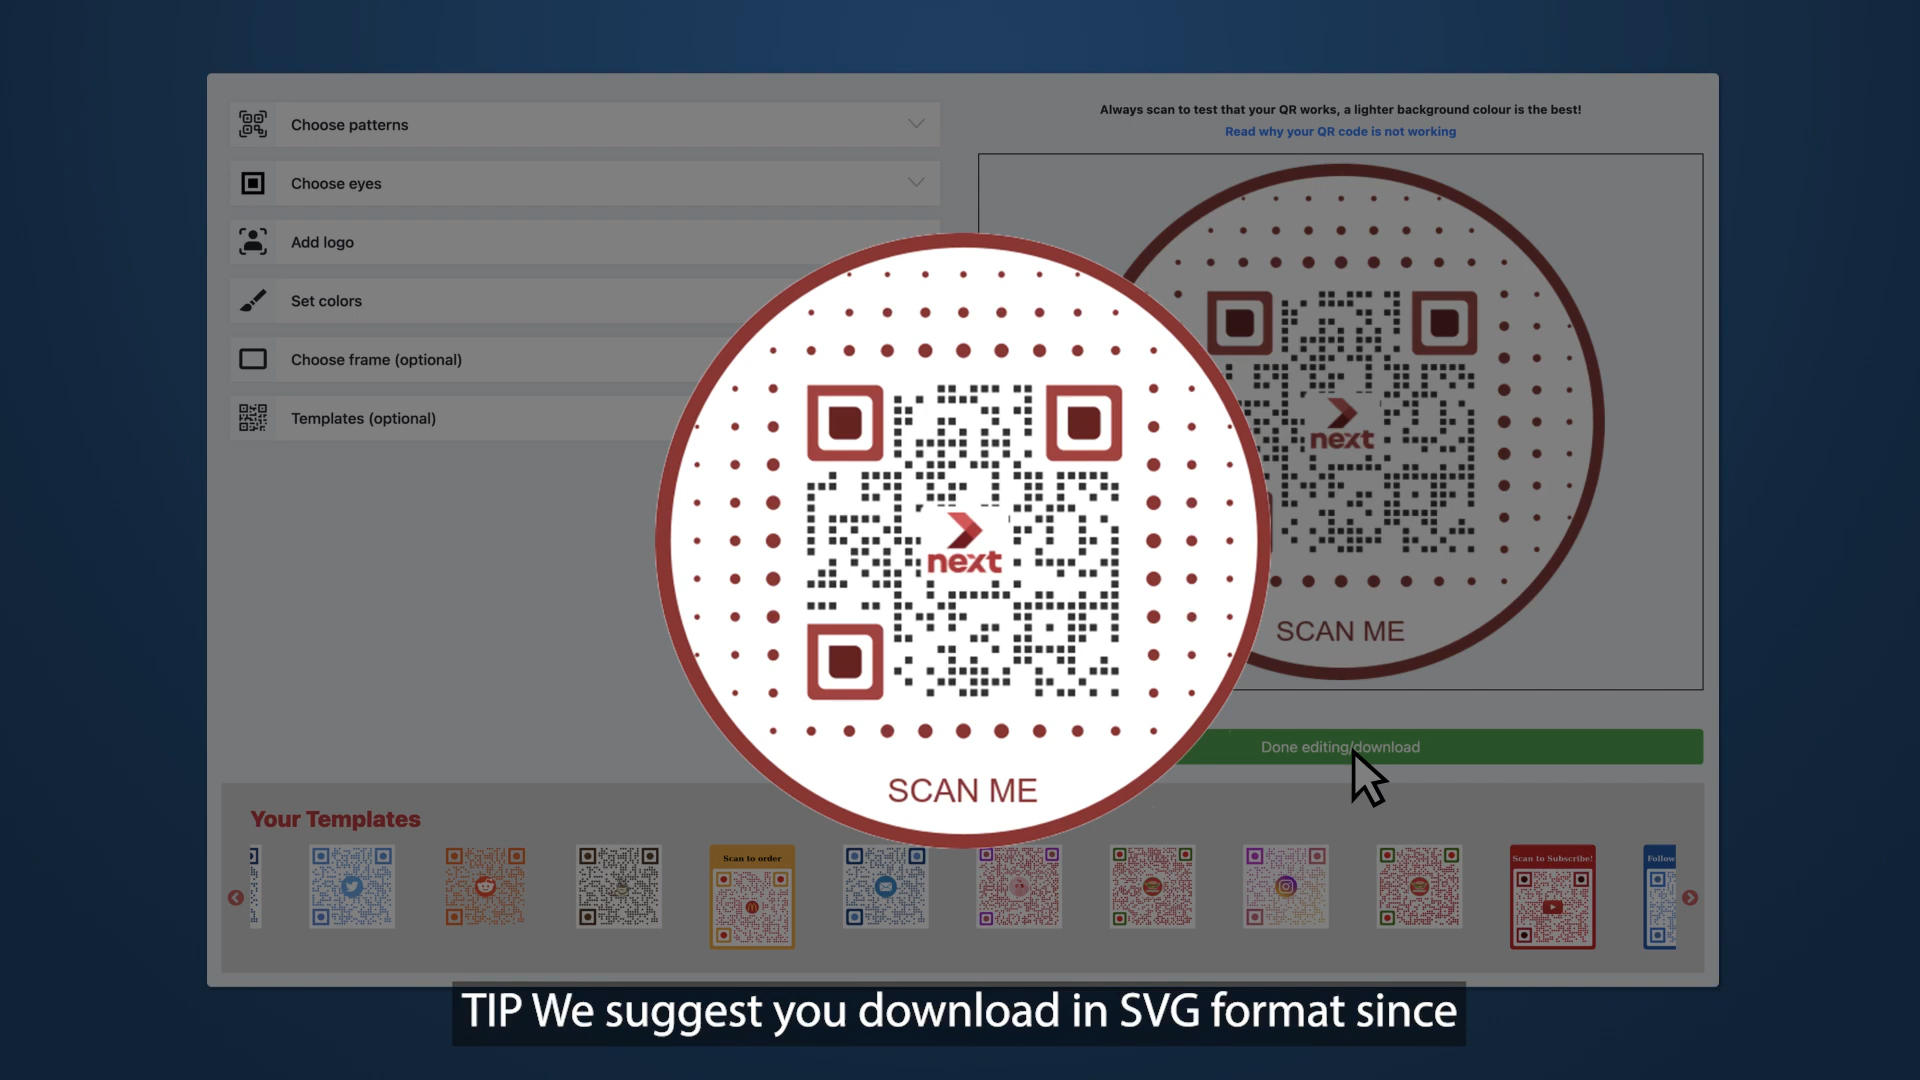 Choose patterns
Choose eyes
Add logo
Set colors
Choose frame (optional)
Templates (optional)
Always scan to test that your QR works, a lighter background colour is the best!
Read why your QR code is not working
next
SCAN ME
next
SCAN ME
Done editing/download
Your Templates
Scan to order
Scan to Subscribe!
Follow
TIP We suggest you download in SVG format since